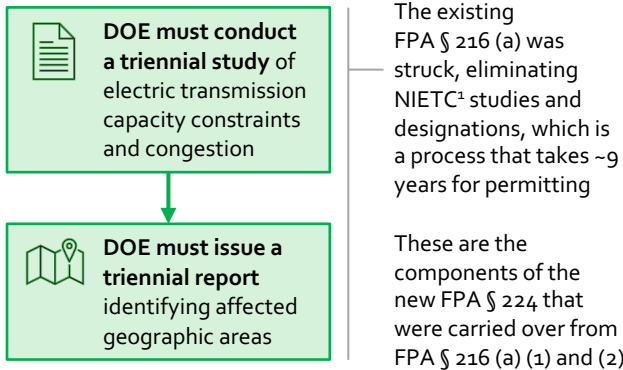 DOE must conduct
a triennial study of
electric transmission
capacity constraints
and congestion
DOE must issue a
triennial report
identifying affected
geographic areas
The existing
FPA § 216 (a) was
struck, eliminating
NIETC¹ studies and
designations, which is
a process that takes ~9
years for permitting
These are the
components of the
new FPA § 224 that
were carried over from
FPA § 216 (a) (1) and (2)